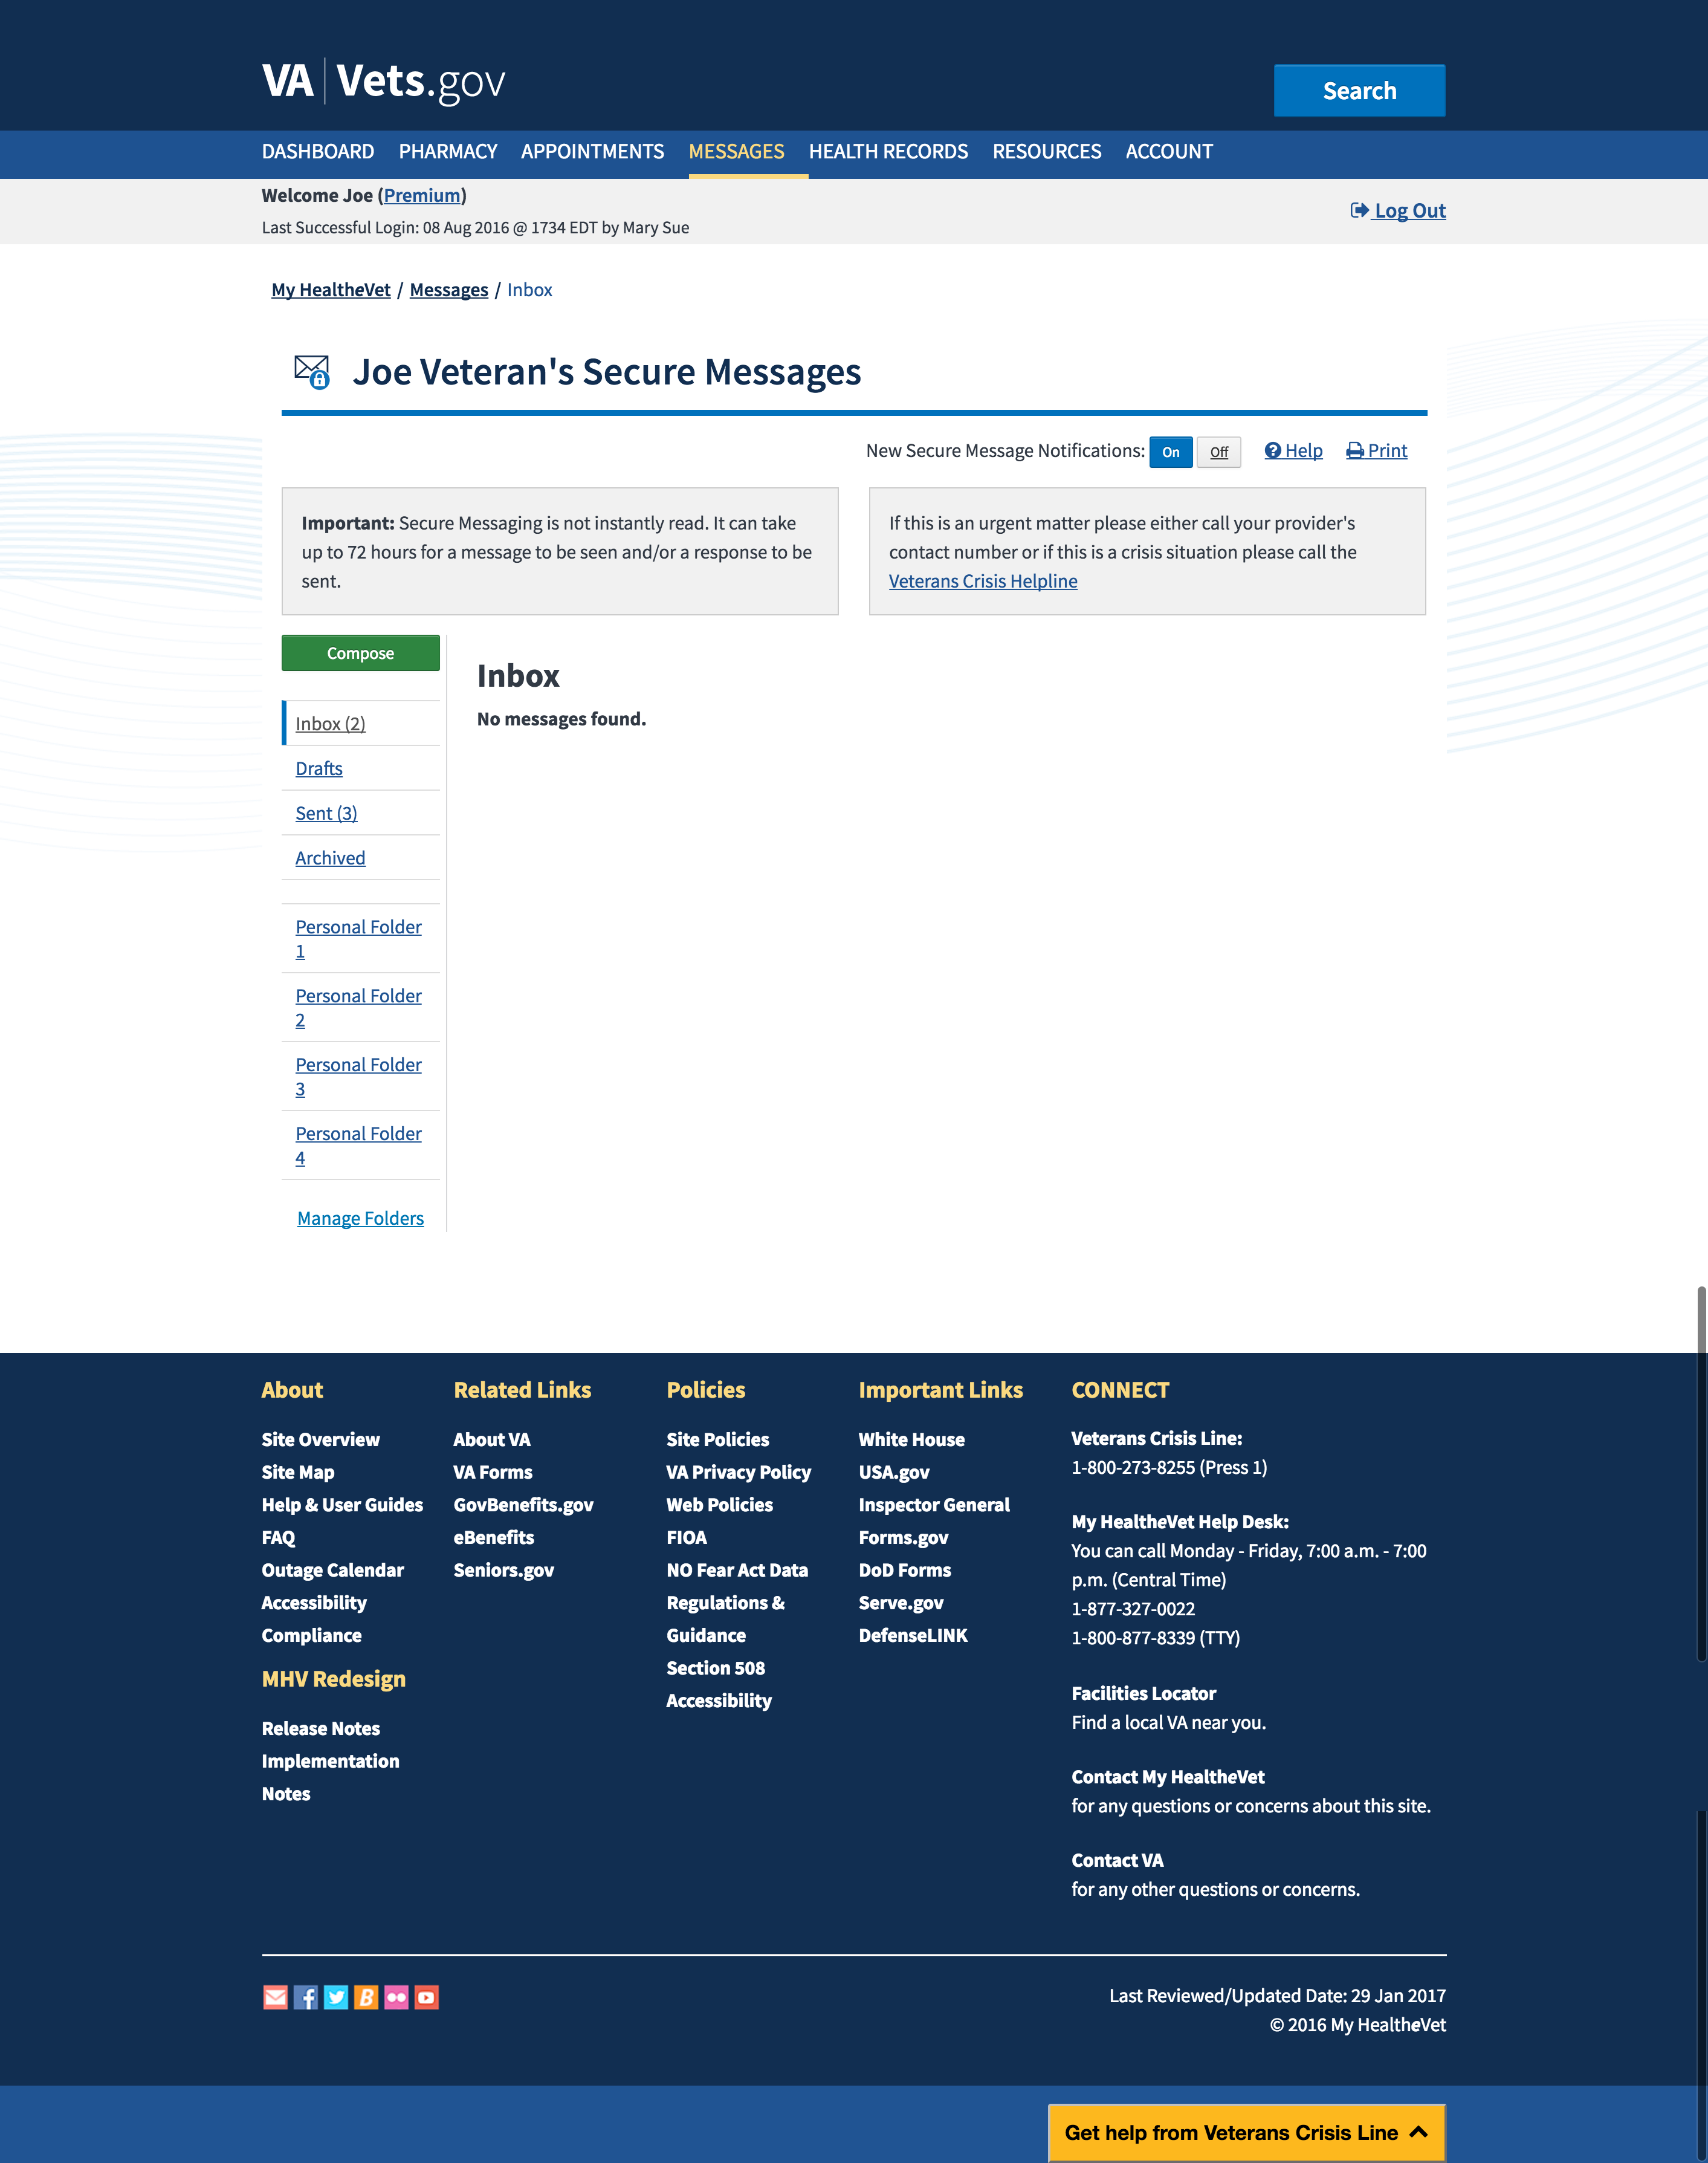 VA | Vets.gov
Search
DASHBOARD PHARMACY APPOINTMENTS MESSAGES HEALTH RECORDS RESOURCES ACCOUNT
Welcome Joe (Premium)
Last Successful Login: 08 Aug 2016 @ 1734 EDT by Mary Sue
Log Out
My HealtheVet / Messages / Inbox
Joe Veteran's Secure Messages
New Secure Message Notifications: On Off Help Print
Important: Secure Messaging is not instantly read. It can take
up to 72 hours for a message to be seen and/or a response to be
sent.
If this is an urgent matter please either call your provider's
contact number or if this is a crisis situation please call the
Veterans Crisis Helpline
Compose
Inbox (2)
Drafts
Sent (3)
Archived
Personal Folder
1
Personal Folder
2
Personal Folder
3
Personal Folder
4
Manage Folders
Inbox
No messages found.
About
Site Overview
Site Map
Help & User Guides
FAQ
Outage Calendar
Accessibility
Compliance
MHV Redesign
Release Notes
Implementation
Notes
Related Links
About VA
VA Forms
GovBenefits.gov
eBenefits
Seniors.gov
Policies
Site Policies
VA Privacy Policy
Web Policies
FIOA
NO Fear Act Data
Regulations &
Guidance
Section 508
Accessibility
Important Links
White House
USA.gov
Inspector General
Forms.gov
DoD Forms
Serve.gov
DefenseLINK
CONNECT
Veterans Crisis Line:
1-800-273-8255 (Press 1)
My HealtheVet Help Desk:
You can call Monday - Friday, 7:00 a.m. - 7:00
p.m. (Central Time)
1-877-327-0022
1-800-877-8339 (TTY)
Facilities Locator
Find a local VA near you.
Contact My HealtheVet
for any questions or concerns about this site.
Contact VA
for any other questions or concerns.
Last Reviewed/Updated Date: 29 Jan 2017
© 2016 My HealtheVet
Get help from Veterans Crisis Line